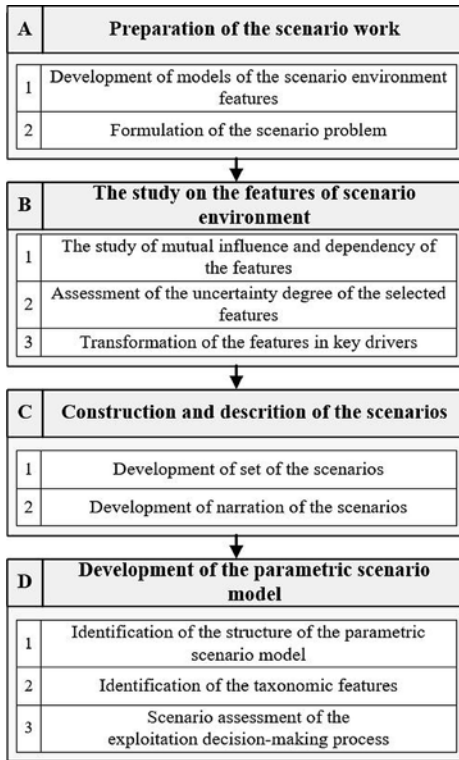 A Preparation of the scenario work
1 Development of models of the scenario environment
features
2 Formulation of the scenario problem
B The study on the features of scenario
environment
1 The study of mutual influence and dependency of
the features
2 Assessment of the uncertainty degree of the selected
features
3 Transformation of the features in key drivers
C Construction and descrition of the scenarios
1 Development of set of the scenarios
2 Development of narration of the scenarios
D Development of the parametric scenario
model
1 Identification of the structure of the parametric
scenario model
2 Identification of the taxonomic features
3 Scenario assessment of the
exploitation decision-making process